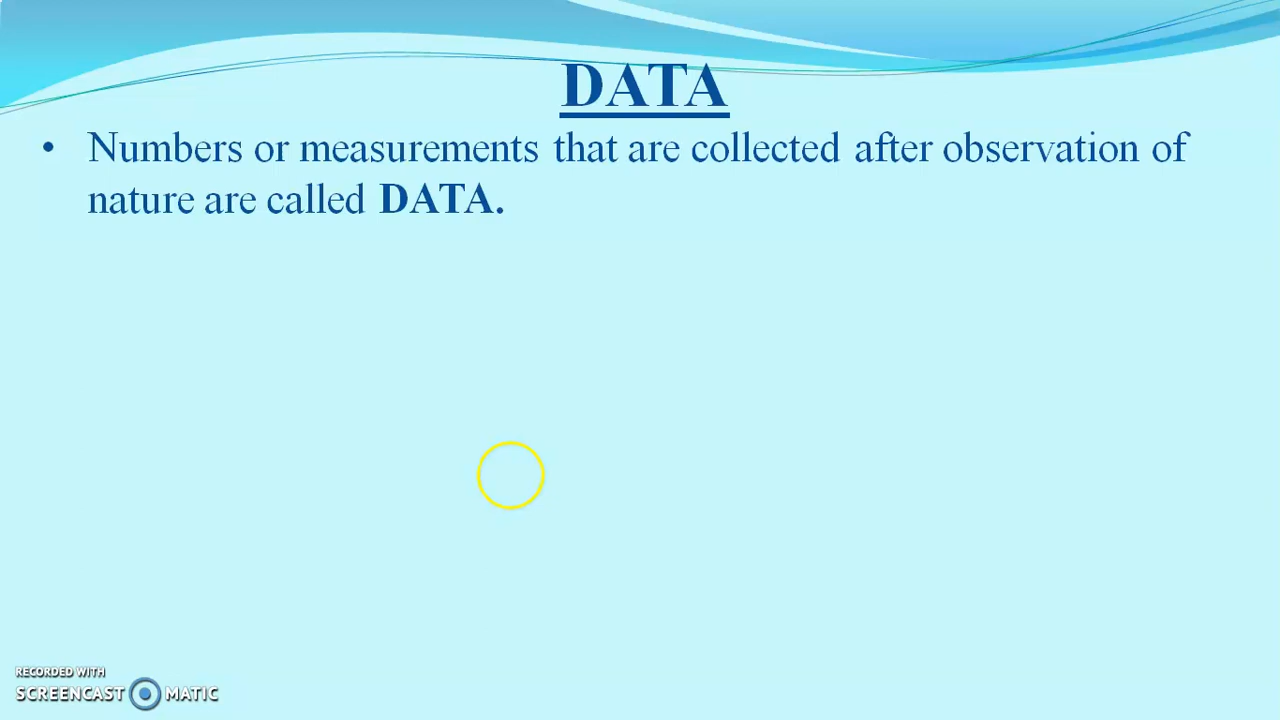 DATA
• Numbers or measurements that are collected after observation of
nature are called DATA.
RECORDED WITH
SCREENCAST MATIC